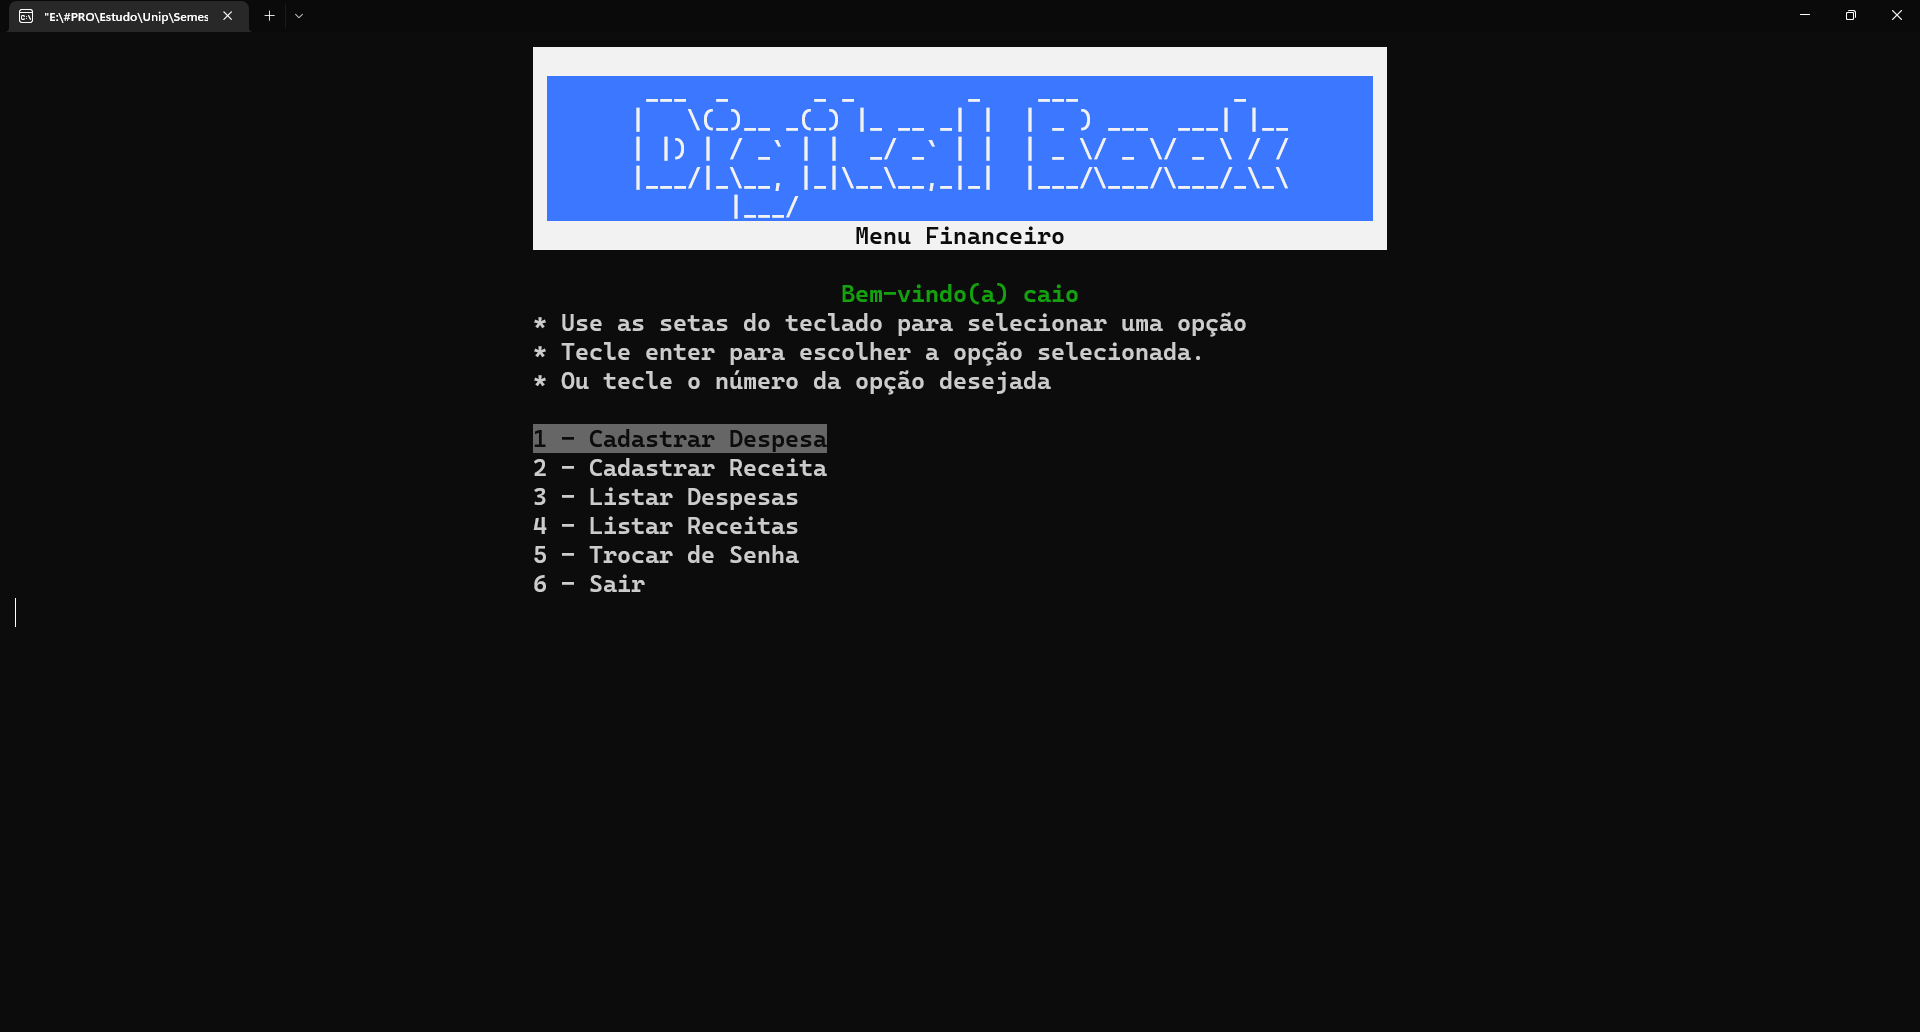 "E:\#PRO\Estudo\Unip\Semes
Digital Book
Menu Financeiro
Bem-vindo(a) caio
* Use as setas do teclado para selecionar uma opção
* Tecle enter para escolher a opção selecionada.
* Ou tecle o número da opção desejada
1 - Cadastrar Despesa
2 - Cadastrar Receita
3 - Listar Despesas
4 - Listar Receitas
5 - Trocar de Senha
6 - Sair